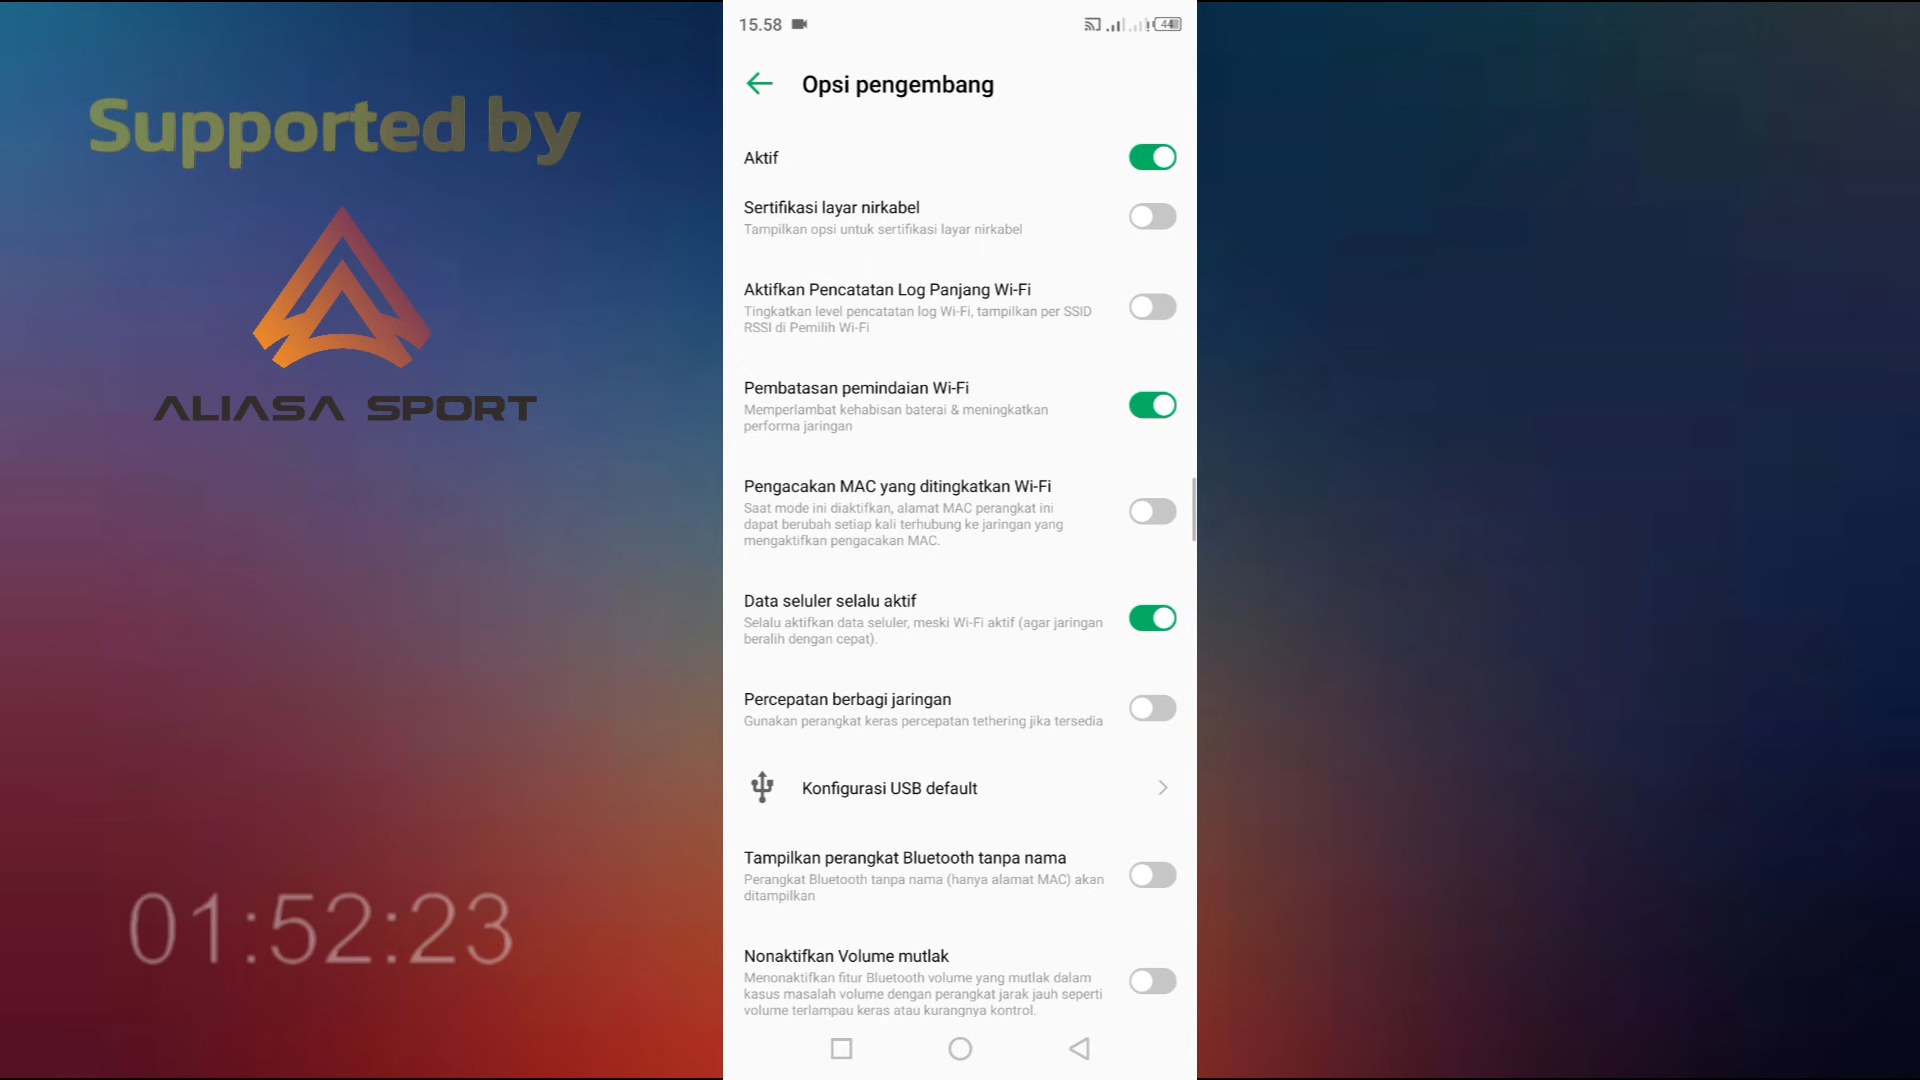 Supported by
ALIASA SPORT
01:52:23
15.58
44
Opsi pengembang
Aktif
Sertifikasi layar nirkabel
Tampilkan opsi untuk sertifikasi layar nirkabel
Aktifkan Pencatatan Log Panjang Wi-Fi
Tingkatkan level pencatatan log Wi-Fi, tampilkan per SSID
RSSI di Pemilih Wi-Fi
Pembatasan pemindaian Wi-Fi
Memperlambat kehabisan baterai & meningkatkan
performa jaringan
Pengacakan MAC yang ditingkatkan Wi-Fi
Saat mode ini diaktifkan, alamat MAC perangkat ini
dapat berubah setiap kali terhubung ke jaringan yang
mengaktifkan pengacakan MAC.
Data seluler selalu aktif
Selalu aktifkan data seluler, meski Wi-Fi aktif (agar jaringan
beralih dengan cepat).
Percepatan berbagi jaringan
Gunakan perangkat keras percepatan tethering jika tersedia
Konfigurasi USB default
Tampilkan perangkat Bluetooth tanpa nama
Perangkat Bluetooth tanpa nama (hanya alamat MAC) akan
ditampilkan
Nonaktifkan Volume mutlak
Menonaktifkan fitur Bluetooth volume yang mutlak dalam
kasus masalah volume dengan perangkat jarak jauh seperti
volume terlampau keras atau kurangnya kontrol.